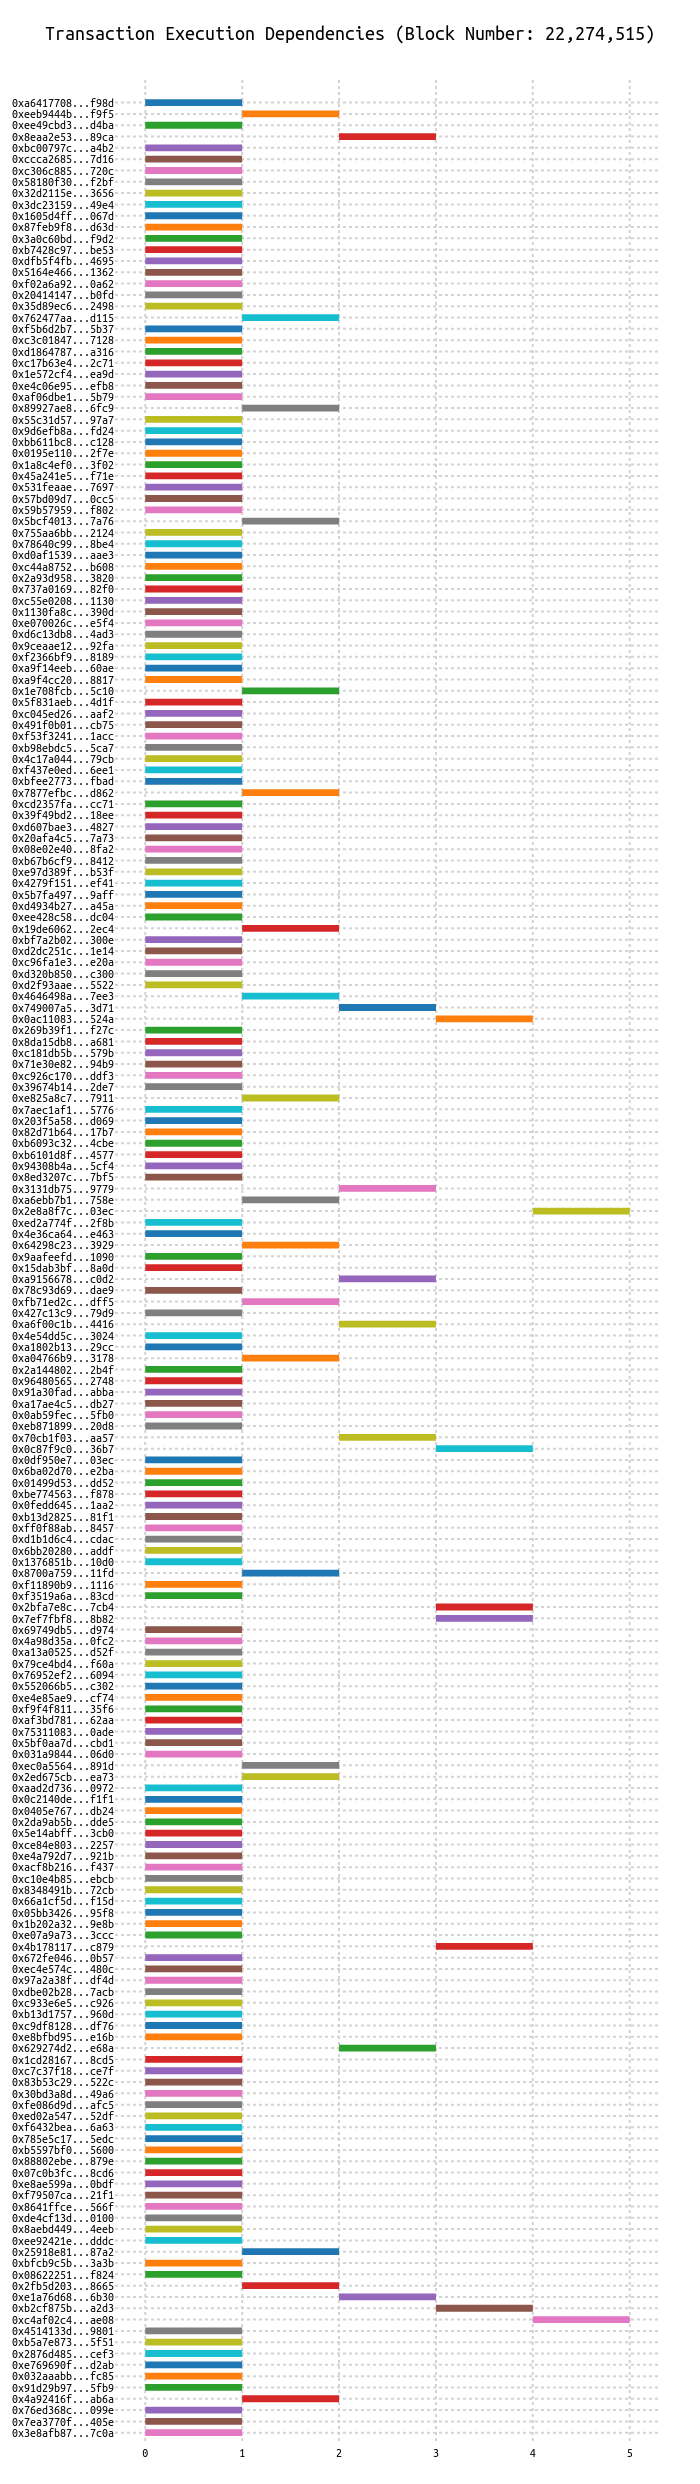 Transaction Execution Dependencies (Block Number: 22,274,515)
0xa6417708...f98d
0xeeb9444b...f9f5
0xee49cbd3...d4ba
0x8eaa2e53...89ca
0xbc00797c...a4b2
0xccca2685...7d16
0xc306c885...720c
0x58180f30...f2bf
0x32d2115e...3656
0x3dc23159...49e4
0x1605d4ff...067d
0x87feb9f8...d63d
0x3a0c60bd...f9d2
0xb7428c97...be53
0xdfb5f4fb...4695
0x5164e466...1362
0xf02a6a92...0a62
0x20414147...b0fd
0x35d89ec6...2498
0x762477aa...d115
0xf5b6d2b7...5b37
0xc3c01847...7128
0xd1864787...a316
0xc17b63e4...2c71
0x1e572cf4...ea9d
0xe4c06e95...efb8
0xaf06dbe1...5b79
0x89927ae8...6fc9
0x55c31d57...97a7
0x9d6efb8a...fd24
0xbb611bc8...c128
0x0195e110...2f7e
0x1a8c4ef0...3f02
0x45a241e5...f71e
0x531feaae...7697
0x57bd09d7...0cc5
0x59b57959...f802
0x5bcf4013...7a76
0x755aa6bb...2124
0x78640c99...8be4
0xd0af1539...aae3
0xc44a8752...b608
0x2a93d958...3820
0x737a0169...82f0
0xc55e0208...1130
0x1130fa8c...390d
0xe070026c...e5f4
0xd6c13db8...4ad3
0x9ceaae12...92fa
0xf2366bf9...8189
0xa9f14eeb...60ae
0xa9f4cc20...8817
0x1e708fcb...5c10
0x5f831aeb...4d1f
0xc045ed26...aaf2
0x491f0b01...cb75
0xf53f3241...1acc
0xb98ebdc5...5ca7
0x4c17a044...79cb
0xf437e0ed...6ee1
0xbfee2773...fbad
0x7877efbc...d862
0xcd2357fa...cc71
0x39f49bd2...18ee
0xd607bae3...4827
0x20afa4c5...7a73
0x08e02e40...8fa2
0xb67b6cf9...8412
0xe97d389f...b53f
0x4279f151...ef41
0x5b7fa497...9aff
0xd4934b27...a45a
0xee428c58...dc04
0x19de6062...2ec4
0xbf7a2b02...300e
0xd2dc251c...1e14
0xc96fa1e3...e20a
0xd320b850...c300
0xd2f93aae...5522
0x4646498a...7ee3
0x749007a5...3d71
0x0ac11083...524a
0x269b39f1...f27c
0x8da15db8...a681
0xc181db5b...579b
0x71e30e82...94b9
0xc926c170...ddf3
0x39674b14...2de7
0xe825a8c7...7911
0x7aec1af1...5776
0x203f5a58...d069
0x82d71b64...17b7
0xb6093c32...4cbe
0xb6101d8f...4577
0x94308b4a...5cf4
0x8ed3207c...7bf5
0x3131db75...9779
0xa6ebb7b1...758e
0x2e8a8f7c...03ec
0xed2a774f...2f8b
0x4e36ca64...e463
0x64298c23...3929
0x9aafeefd...1090
0x15dab3bf...8a0d
0xa9156678...c0d2
0x78c93d69...dae9
0xfb71ed2c...dff5
0x427c13c9...79d9
0xa6f00c1b...4416
0x4e54dd5c...3024
0xa1802b13...29cc
0xa04766b9...3178
0x2a144802...2b4f
0x96480565...2748
0x91a30fad...abba
0xa17ae4c5...db27
0x0ab59fec...5fb0
0xeb871899...20d8
0x70cb1f03...aa57
0x0c87f9c0...36b7
0x0df950e7...03ec
0x6ba02d70...e2ba
0x01499d53...dd52
0xbe774563...f878
0x0fedd645...1aa2
0xb13d2825...81f1
0xff0f88ab...8457
0xd1b1d6c4...cdac
0x6bb20280...addf
0x1376851b...10d0
0x8700a759...11fd
0xf11890b9...1116
0xf3519a6a...83cd
0x2bfa7e8c...7cb4
0x7ef7fbf8...8b82
0x69749db5...d974
0x4a98d35a...0fc2
0xa13a0525...d52f
0x79ce4bd4...f60a
0x76952ef2...6094
0x552066b5...c302
0xe4e85ae9...cf74
0xf9f4f811...35f6
0xaf3bd781...62aa
0x75311083...0ade
0x5bf0aa7d...cbd1
0x031a9844...06d0
0xec0a5564...891d
0x2ed675cb...ea73
0xaad2d736...0972
0x0c2140de...f1f1
0x0405e767...db24
0x2da9ab5b...dde5
0x5e14abff...3cb0
0xce84e803...2257
0xe4a792d7...921b
0xacf8b216...f437
0xc10e4b85...ebcb
0x8348491b...72cb
0x66a1cf5d...f15d
0x05bb3426...95f8
0x1b202a32...9e8b
0xe07a9a73...3ccc
0x4b178117...c879
0x672fe046...0b57
0xec4e574c...480c
0x97a2a38f...df4d
0xdbe02b28...7acb
0xc933e6e5...c926
0xb13d1757...960d
0xc9df8128...df76
0xe8bfbd95...e16b
0x629274d2...e68a
0x1cd28167...8cd5
0xc7c37f18...ce7f
0x83b53c29...522c
0x30bd3a8d...49a6
0xfe086d9d...afc5
0xed02a547...52df
0xf6432bea...6a63
0x785e5c17...5edc
0xb5597bf0...5600
0x88802ebe...879e
0x07c0b3fc...8cd6
0xe8ae599a...0bdf
0xf79507ca...21f1
0x8641ffce...566f
0xde4cf13d...0100
0x8aebd449...4eeb
0xee92421e...dddc
0x25918e81...87a2
0xbfcb9c5b...3a3b
0x08622251...f824
0x2fb5d203...8665
0xe1a76d68...6b30
0xb2cf875b...a2d3
0xc4af02c4...ae08
0x4514133d...9801
0xb5a7e873...5f51
0x2876d485...cef3
0xe769690f...d2ab
0x032aaabb...fc85
0x91d29b97...5fb9
0x4a92416f...ab6a
0x76ed368c...099e
0x7ea3770f...405e
0x3e8afb87...7c0a
0 1 2 3 4 5